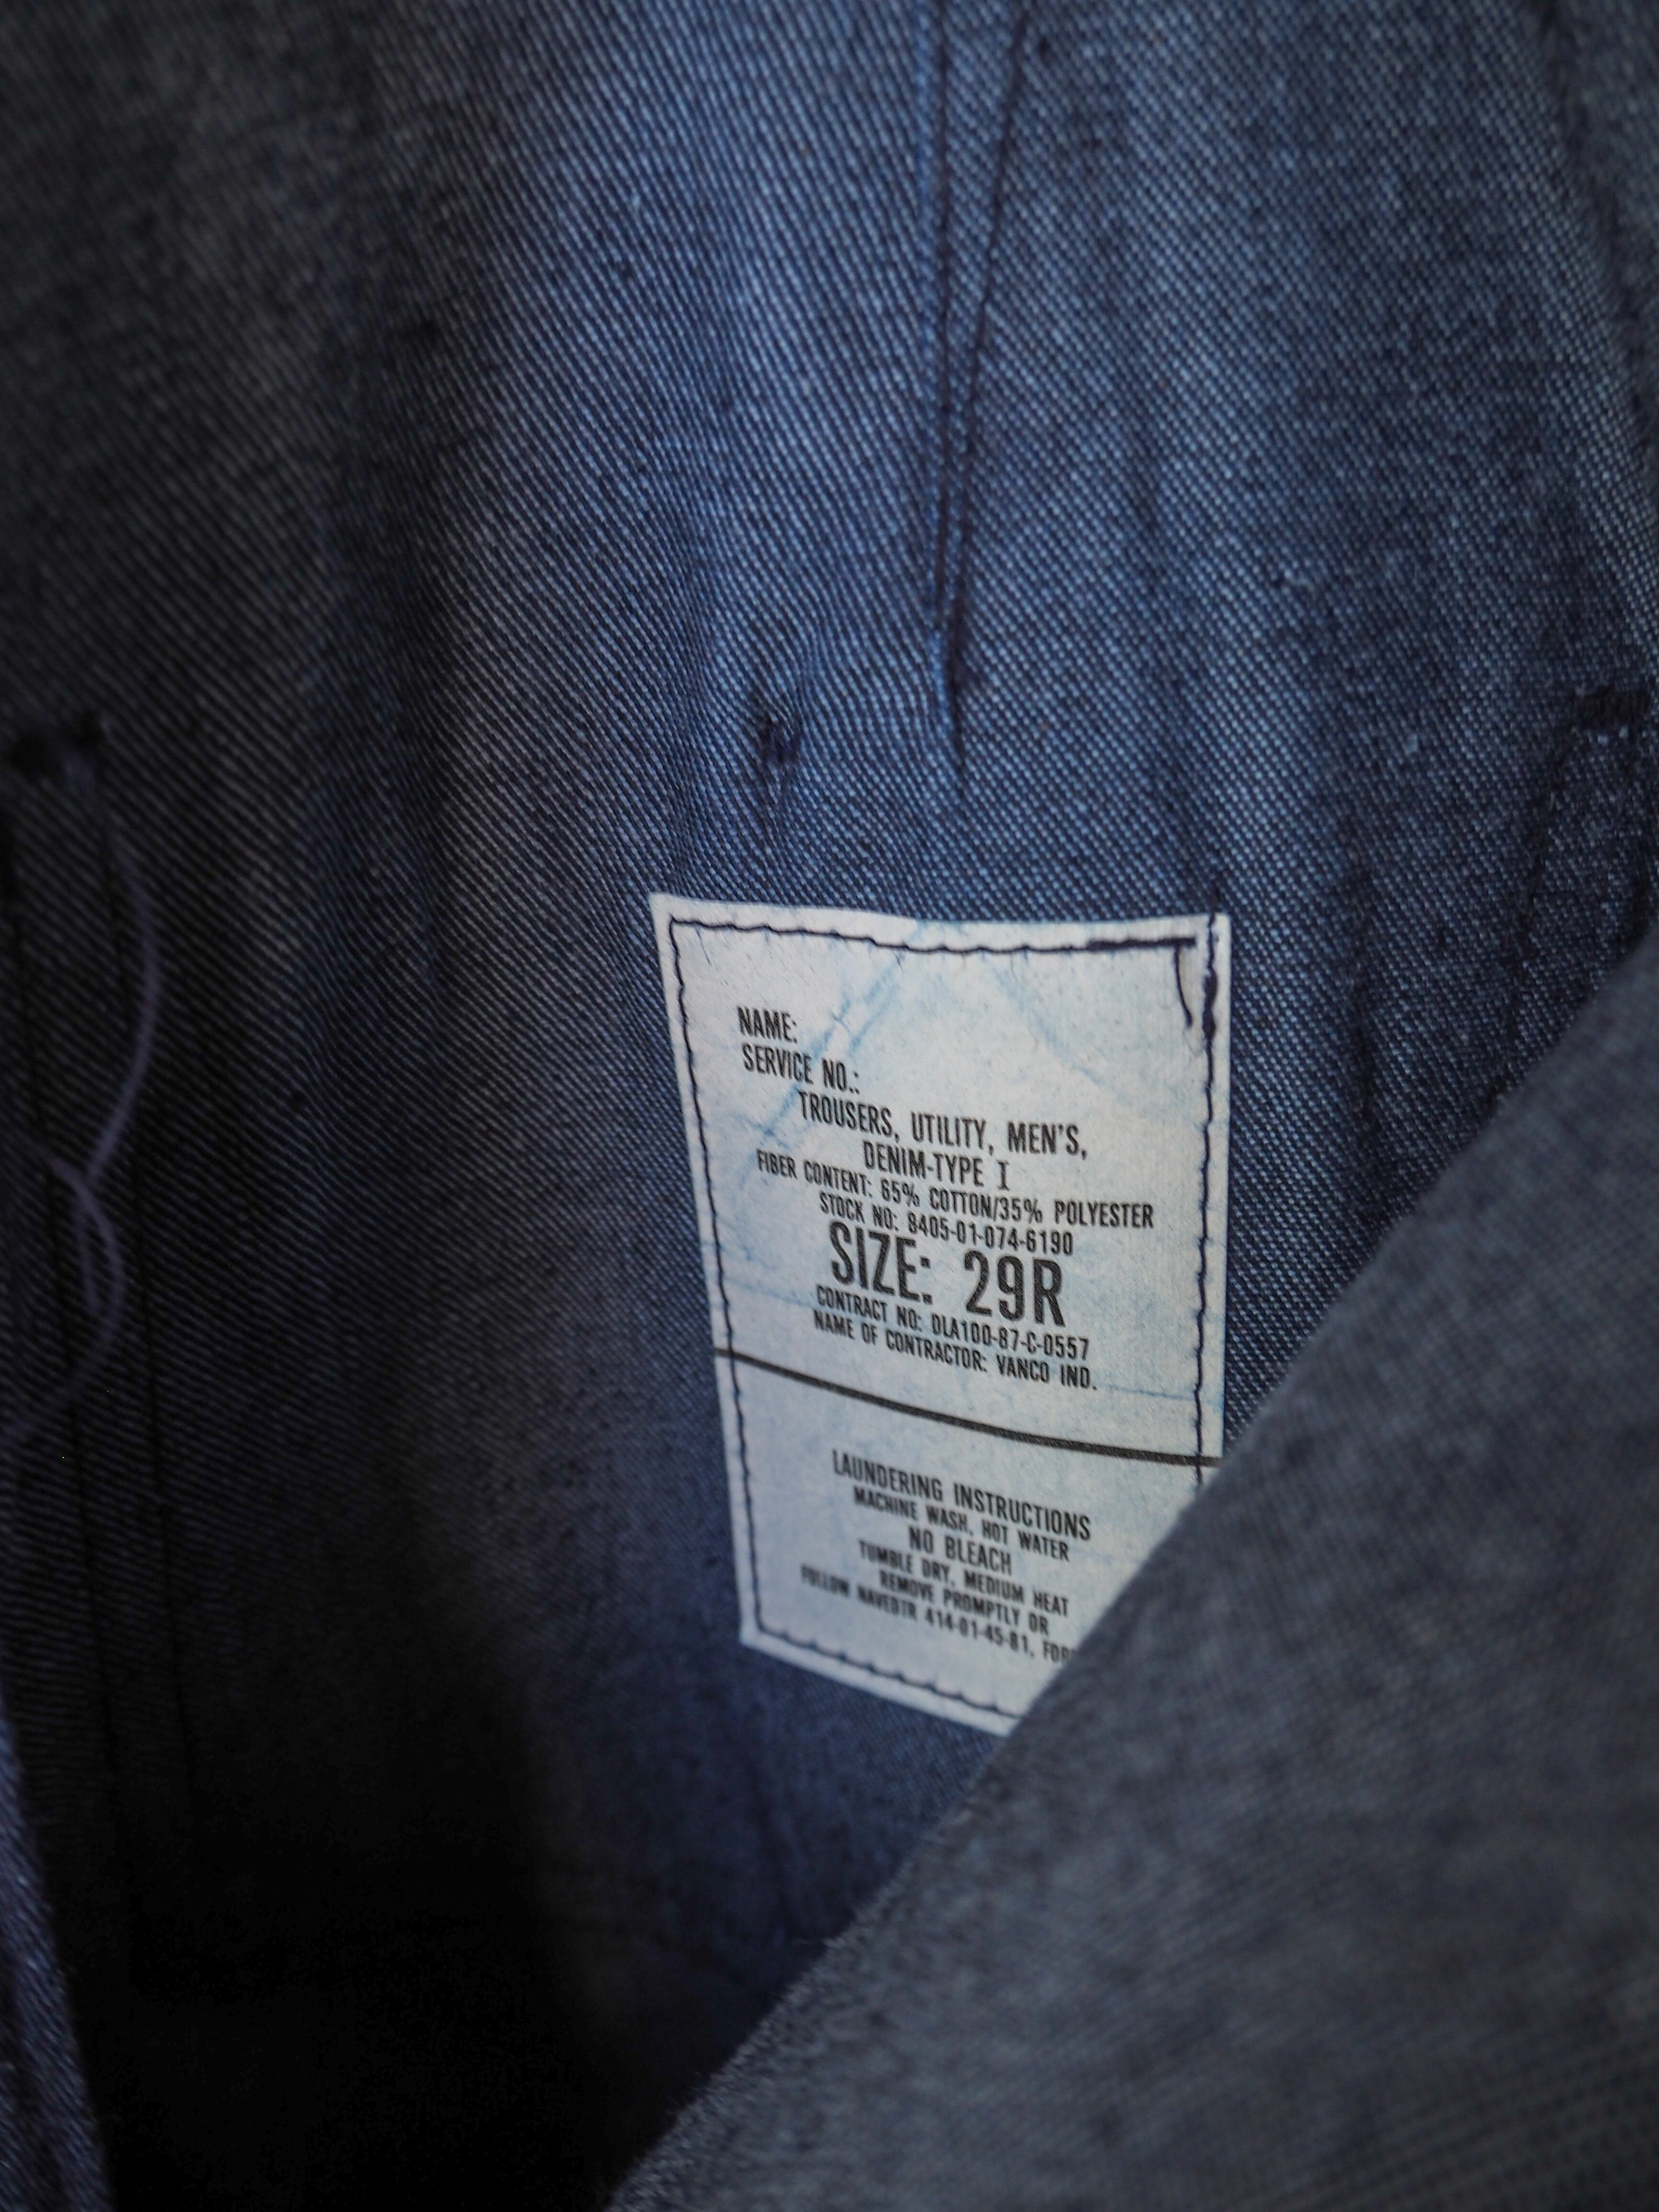 NAME:
SERVICE NO.:
TROUSERS, UTILITY, MEN'S,
DENIM-TYPE I
FIBER CONTENT: 65% COTTON/35% POLYESTER
STOCK NO: 8405-01-074-6190
SIZE: 29R
CONTRACT NO: DLA100-87-C-0557
NAME OF CONTRACTOR: VANCO IND.
LAUNDERING INSTRUCTIONS
MACHINE WASH, HOT WATER
NO BLEACH
TUMBLE DRY, MEDIUM HEAT
REMOVE PROMPTLY OR
FOLLOW NAVEDTR 414-01-45-81,